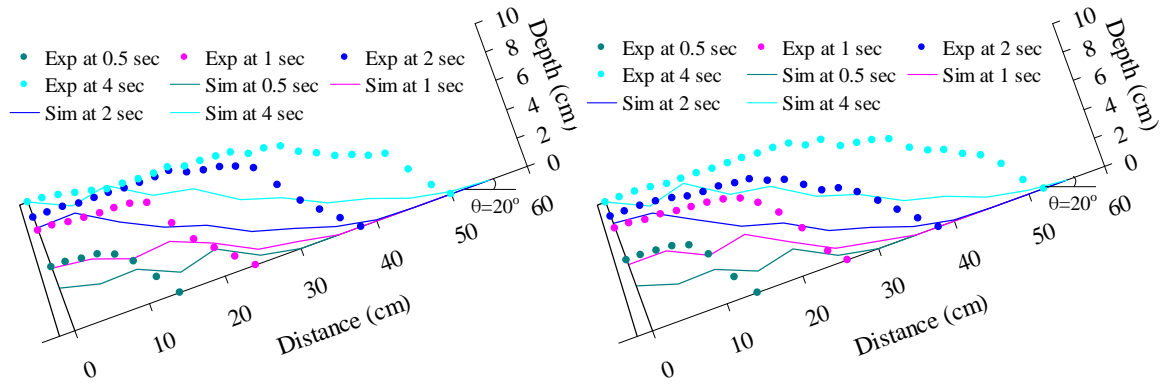 Exp at 0.5 sec
Exp at 1 sec
Exp at 2 sec
Exp at 4 sec
Sim at 0.5 sec
Sim at 1 sec
Sim at 2 sec
Sim at 4 sec
10
8
6
4
2
0
Depth (cm)
θ=20°
0
10
20
30
40
50
60
Distance (cm)
Exp at 0.5 sec
Exp at 1 sec
Exp at 2 sec
Exp at 4 sec
Sim at 0.5 sec
Sim at 1 sec
Sim at 2 sec
Sim at 4 sec
10
8
6
4
2
0
Depth (cm)
θ=20°
0
10
20
30
40
50
60
Distance (cm)